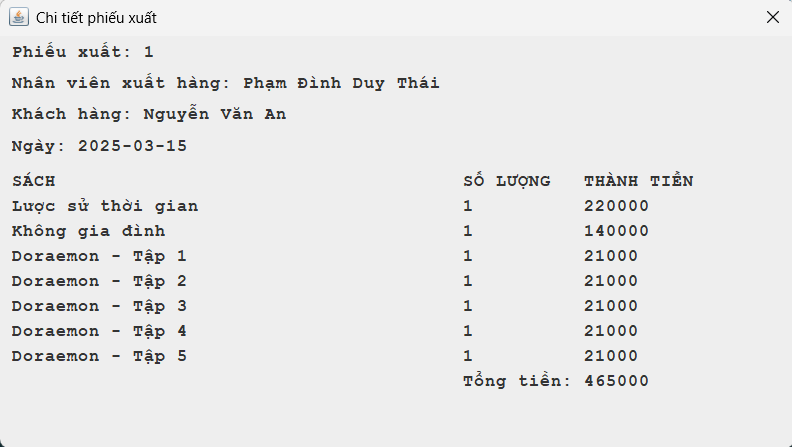 Chi tiết phiếu xuất
Phiếu xuất: 1
Nhân viên xuất hàng: Phạm Đình Duy Thái
Khách hàng: Nguyễn Văn An
Ngày: 2025-03-15
SÁCH SỐ LƯỢNG THÀNH TIỀN
Lược sử thời gian 1 220000
Không gia đình 1 140000
Doraemon - Tập 1 1 21000
Doraemon - Tập 2 1 21000
Doraemon - Tập 3 1 21000
Doraemon - Tập 4 1 21000
Doraemon - Tập 5 1 21000
Tổng tiền: 465000